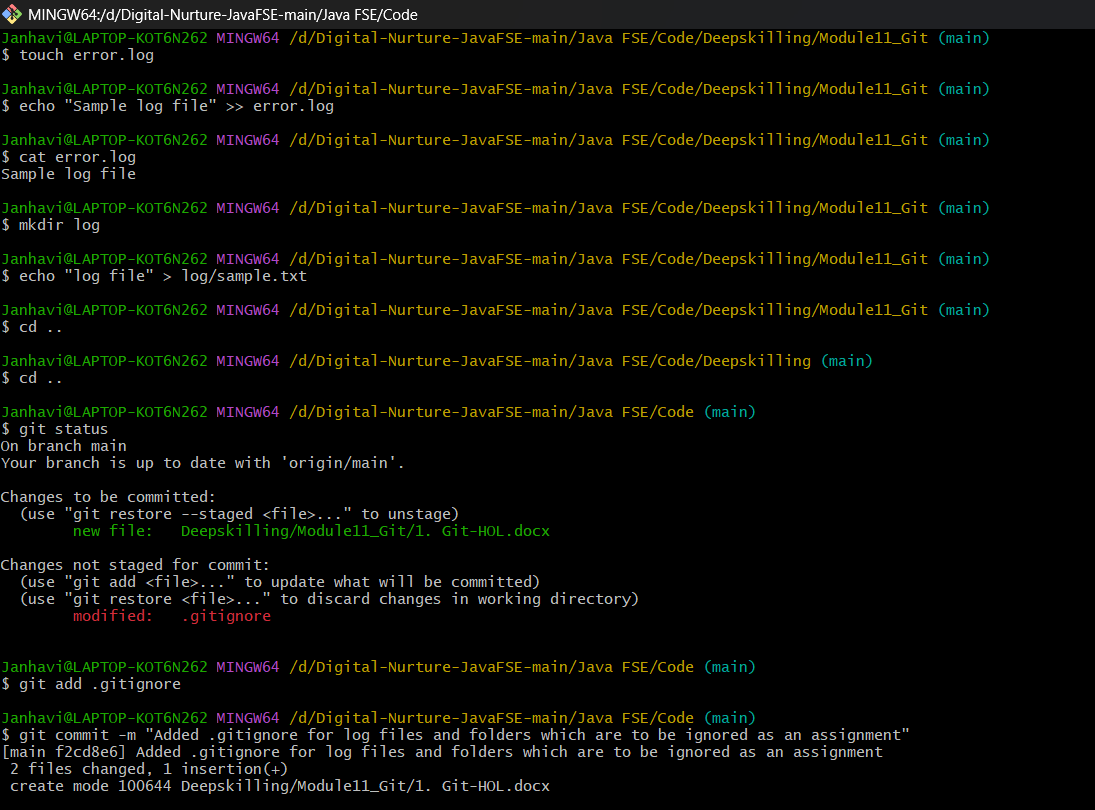 MINGW64:/d/Digital-Nurture-JavaFSE-main/Java FSE/Code
Janhavi@LAPTOP-KOT6N262 MINGW64 /d/Digital-Nurture-JavaFSE-main/Java FSE/Code/Deepskilling/Module11_Git (main)
$ touch error.log
Janhavi@LAPTOP-KOT6N262 MINGW64 /d/Digital-Nurture-JavaFSE-main/Java FSE/Code/Deepskilling/Module11_Git (main)
$ echo "Sample log file" >> error.log
Janhavi@LAPTOP-KOT6N262 MINGW64 /d/Digital-Nurture-JavaFSE-main/Java FSE/Code/Deepskilling/Module11_Git (main)
$ cat error.log
Sample log file
Janhavi@LAPTOP-KOT6N262 MINGW64 /d/Digital-Nurture-JavaFSE-main/Java FSE/Code/Deepskilling/Module11_Git (main)
$ mkdir log
Janhavi@LAPTOP-KOT6N262 MINGW64 /d/Digital-Nurture-JavaFSE-main/Java FSE/Code/Deepskilling/Module11_Git (main)
$ echo "log file" > log/sample.txt
Janhavi@LAPTOP-KOT6N262 MINGW64 /d/Digital-Nurture-JavaFSE-main/Java FSE/Code/Deepskilling/Module11_Git (main)
$ cd ..
Janhavi@LAPTOP-KOT6N262 MINGW64 /d/Digital-Nurture-JavaFSE-main/Java FSE/Code/Deepskilling (main)
$ cd ..
Janhavi@LAPTOP-KOT6N262 MINGW64 /d/Digital-Nurture-JavaFSE-main/Java FSE/Code (main)
$ git status
On branch main
Your branch is up to date with 'origin/main'.
Changes to be committed:
  (use "git restore --staged <file>..." to unstage)
        new file:   Deepskilling/Module11_Git/1. Git-HOL.docx
Changes not staged for commit:
  (use "git add <file>..." to update what will be committed)
  (use "git restore <file>..." to discard changes in working directory)
        modified:   .gitignore
Janhavi@LAPTOP-KOT6N262 MINGW64 /d/Digital-Nurture-JavaFSE-main/Java FSE/Code (main)
$ git add .gitignore
Janhavi@LAPTOP-KOT6N262 MINGW64 /d/Digital-Nurture-JavaFSE-main/Java FSE/Code (main)
$ git commit -m "Added .gitignore for log files and folders which are to be ignored as an assignment"
[main f2cd8e6] Added .gitignore for log files and folders which are to be ignored as an assignment
 2 files changed, 1 insertion(+)
 create mode 100644 Deepskilling/Module11_Git/1. Git-HOL.docx